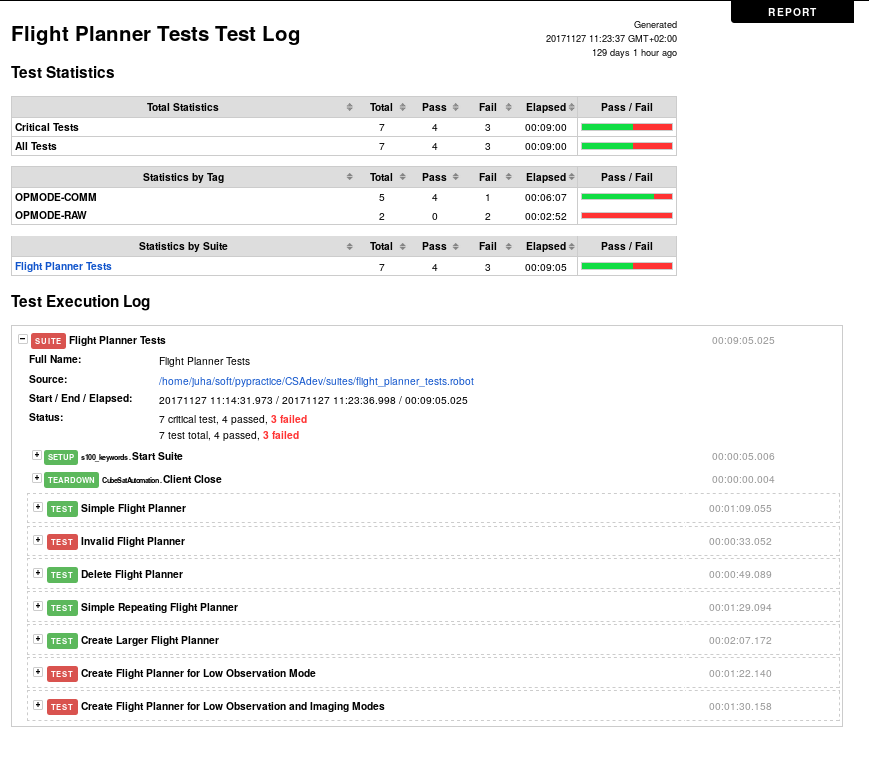 REPORT
Flight Planner Tests Test Log
Generated
20171127 11:23:37 GMT+02:00
129 days 1 hour ago
Test Statistics
Total Statistics Total Pass Fail Elapsed Pass / Fail
Critical Tests 7 4 3 00:09:00
All Tests 7 4 3 00:09:00
Statistics by Tag Total Pass Fail Elapsed Pass / Fail
OPMODE-COMM 5 4 1 00:06:07
OPMODE-RAW 2 0 2 00:02:52
Statistics by Suite Total Pass Fail Elapsed Pass / Fail
Flight Planner Tests 7 4 3 00:09:05
Test Execution Log
SUITE Flight Planner Tests 00:09:05.025
Full Name: Flight Planner Tests
Source: /home/juha/soft/pypractice/CSAdev/suites/flight_planner_tests.robot
Start / End / Elapsed: 20171127 11:14:31.973 / 20171127 11:23:36.998 / 00:09:05.025
Status: 7 critical test, 4 passed, 3 failed
7 test total, 4 passed, 3 failed
SETUP s100_keywords.Start Suite 00:00:05.006
TEARDOWN CubeSatAutomation.Client Close 00:00:00.004
TEST Simple Flight Planner 00:01:09.055
TEST Invalid Flight Planner 00:00:33.052
TEST Delete Flight Planner 00:00:49.089
TEST Simple Repeating Flight Planner 00:01:29.094
TEST Create Larger Flight Planner 00:02:07.172
TEST Create Flight Planner for Low Observation Mode 00:01:22.140
TEST Create Flight Planner for Low Observation and Imaging Modes 00:01:30.158